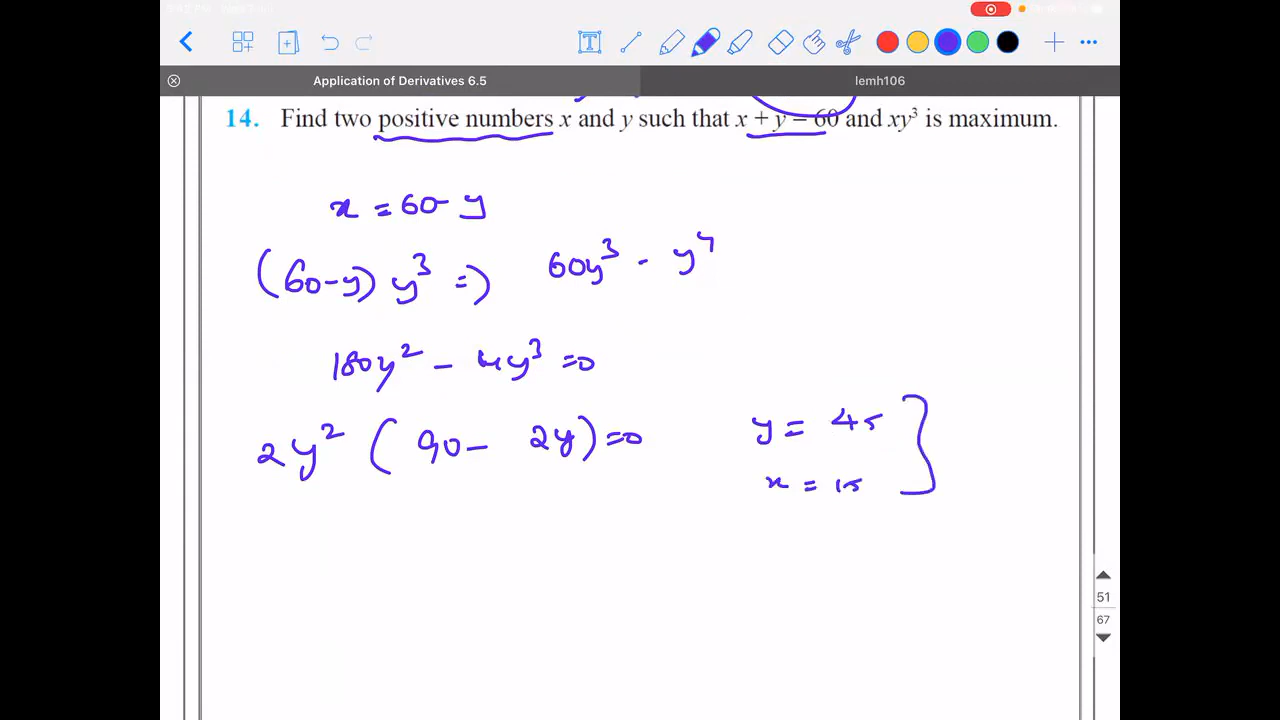 Application of Derivatives 6.5
lemh106
14. Find two positive numbers x and y such that x + y = 60 and xy³ is maximum.
x = 60 - y
(60-y) y³ => 60y³ - y⁴
180y² - 4y³ = 0
2y² (90 - 2y) = 0
y = 45
x = 15
51
67